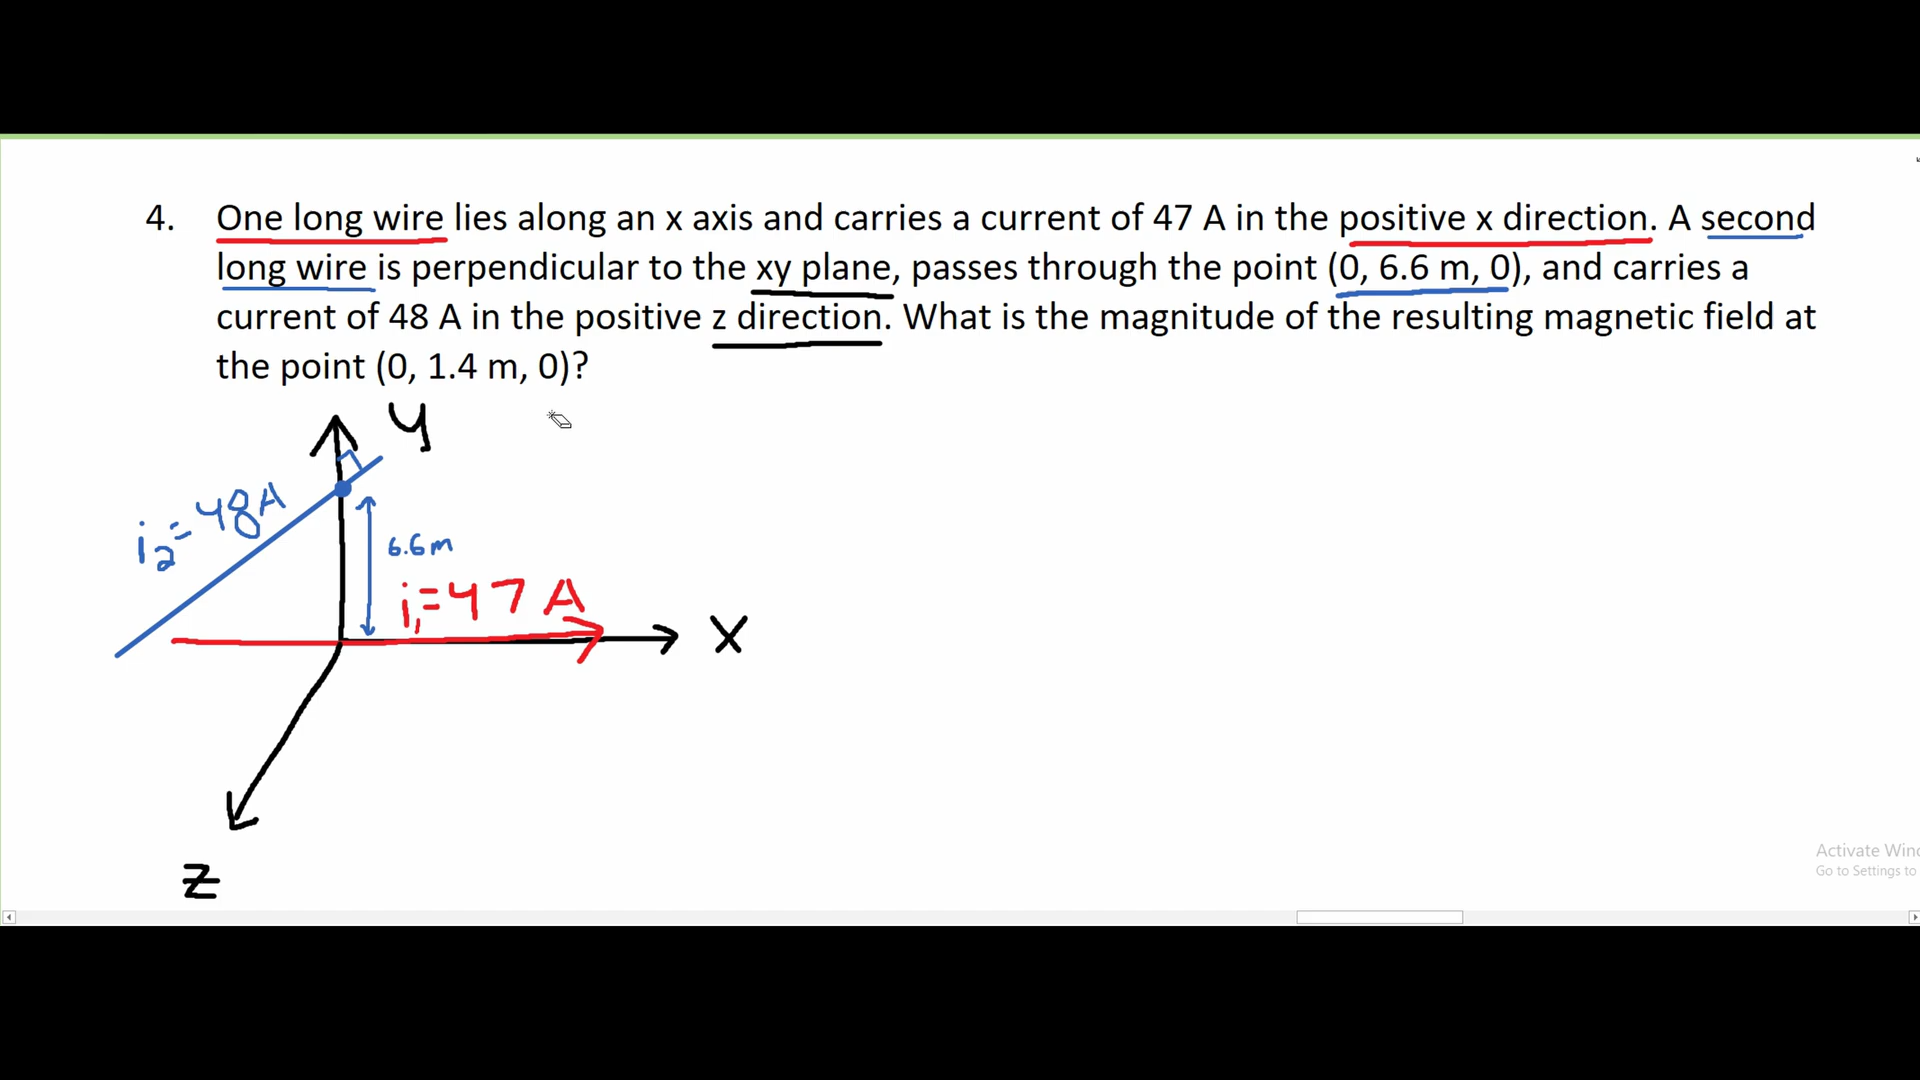 4. One long wire lies along an x axis and carries a current of 47 A in the positive x direction. A second
long wire is perpendicular to the xy plane, passes through the point (0, 6.6 m, 0), and carries a
current of 48 A in the positive z direction. What is the magnitude of the resulting magnetic field at
the point (0, 1.4 m, 0)?
y
i2=48A
6.6m
i1=47 A
x
z
Activate Wind
Go to Settings to